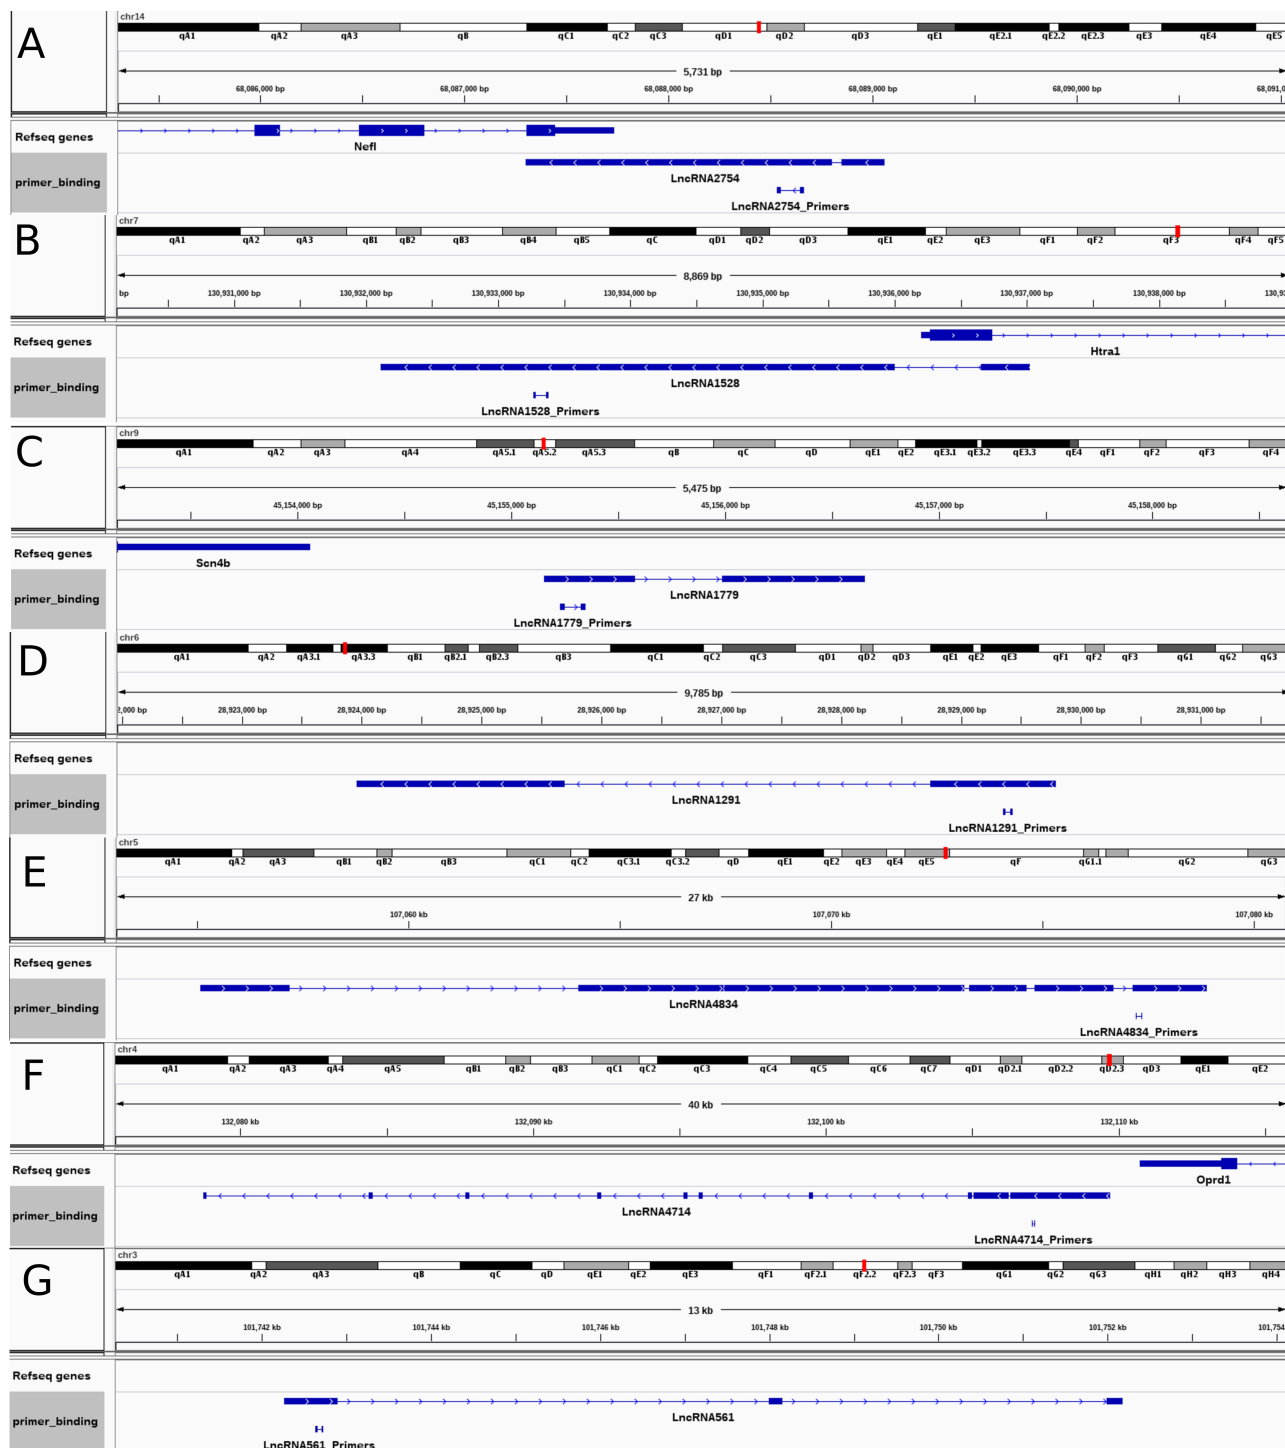 A
chr14
qA1 qA2 qA3 qB qC1 qC2 qC3 qD1 qD2 qD3 qE1 qE2.1 qE2.2 qE2.3 qE3 qE4 qE5
5,731 bp
68,086,000 bp 68,087,000 bp 68,088,000 bp 68,089,000 bp 68,090,000 bp 68,091,0
Refseq genes
Nefl
primer_binding
LncRNA2754
LncRNA2754_Primers
B
chr7
qA1 qA2 qA3 qB1 qB2 qB3 qB4 qB5 qC qD1 qD2 qD3 qE1 qE2 qE3 qF1 qF2 qF3 qF4 qF5
8,869 bp
bp 130,931,000 bp 130,932,000 bp 130,933,000 bp 130,934,000 bp 130,935,000 bp 130,936,000 bp 130,937,000 bp 130,938,000 bp 130,93
Refseq genes
Htra1
primer_binding
LncRNA1528
LncRNA1528_Primers
C
chr9
qA1 qA2 qA3 qA4 qA5.1 qA5.2 qA5.3 qB qC qD qE1 qE2 qE3.1 qE3.2 qE3.3 qE4 qF1 qF2 qF3 qF4
5,475 bp
45,154,000 bp 45,155,000 bp 45,156,000 bp 45,157,000 bp 45,158,000 bp
Refseq genes
Scn4b
primer_binding
LncRNA1779
LncRNA1779_Primers
D
chr6
qA1 qA2 qA3.1 qA3.3 qB1 qB2.1 qB2.3 qB3 qC1 qC2 qC3 qD1 qD2 qD3 qE1 qE2 qE3 qF1 qF2 qF3 qG1 qG2 qG3
9,785 bp
2,000 bp 28,923,000 bp 28,924,000 bp 28,925,000 bp 28,926,000 bp 28,927,000 bp 28,928,000 bp 28,929,000 bp 28,930,000 bp 28,931,000 bp
Refseq genes
primer_binding
LncRNA1291
LncRNA1291_Primers
E
chr5
qA1 qA2 qA3 qB1 qB2 qB3 qC1 qC2 qC3.1 qC3.2 qD qE1 qE2 qE3 qE4 qE5 qF qG1.1 qG2 qG3
27 kb
107,060 kb 107,070 kb 107,080 kb
Refseq genes
primer_binding
LncRNA4834
LncRNA4834_Primers
F
chr4
qA1 qA2 qA3 qA4 qA5 qB1 qB2 qB3 qC1 qC2 qC3 qC4 qC5 qC6 qC7 qD1 qD2.1 qD2.2 qD2.3 qD3 qE1 qE2
40 kb
132,080 kb 132,090 kb 132,100 kb 132,110 kb
Refseq genes
Oprd1
primer_binding
LncRNA4714
LncRNA4714_Primers
G
chr3
qA1 qA2 qA3 qB qC qD qE1 qE2 qE3 qF1 qF2.1 qF2.2 qF2.3 qF3 qG1 qG2 qG3 qH1 qH2 qH3 qH4
13 kb
101,742 kb 101,744 kb 101,746 kb 101,748 kb 101,750 kb 101,752 kb 101,754
Refseq genes
primer_binding
LncRNA561
LncRNA561_Primers